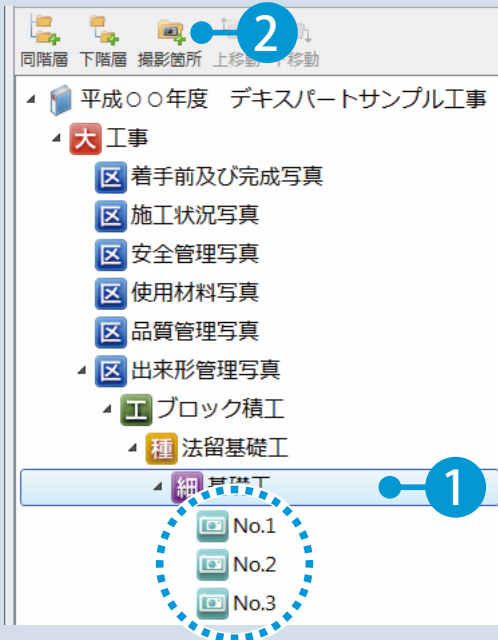 2
同階層 下階層 撮影箇所 上移動 下移動
平成○○年度 デキスパートサンプル工事
大 工事
区 着手前及び完成写真
区 施工状況写真
区 安全管理写真
区 使用材料写真
区 品質管理写真
区 出来形管理写真
工 ブロック積工
種 法留基礎工
細 基礎工 1
No.1
No.2
No.3